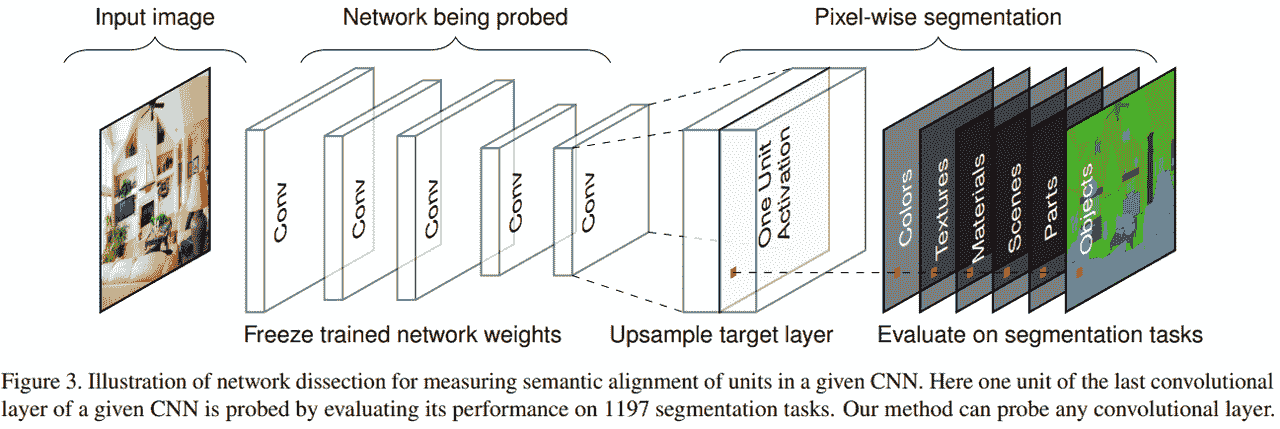 Input image
Network being probed
Pixel-wise segmentation
Conv
Conv
Conv
Conv
Conv
One Unit
Activation
Colors
Textures
Materials
Scenes
Parts
Objects
Freeze trained network weights
Upsample target layer
Evaluate on segmentation tasks
Figure 3. Illustration of network dissection for measuring semantic alignment of units in a given CNN. Here one unit of the last convolutional
layer of a given CNN is probed by evaluating its performance on 1197 segmentation tasks. Our method can probe any convolutional layer.